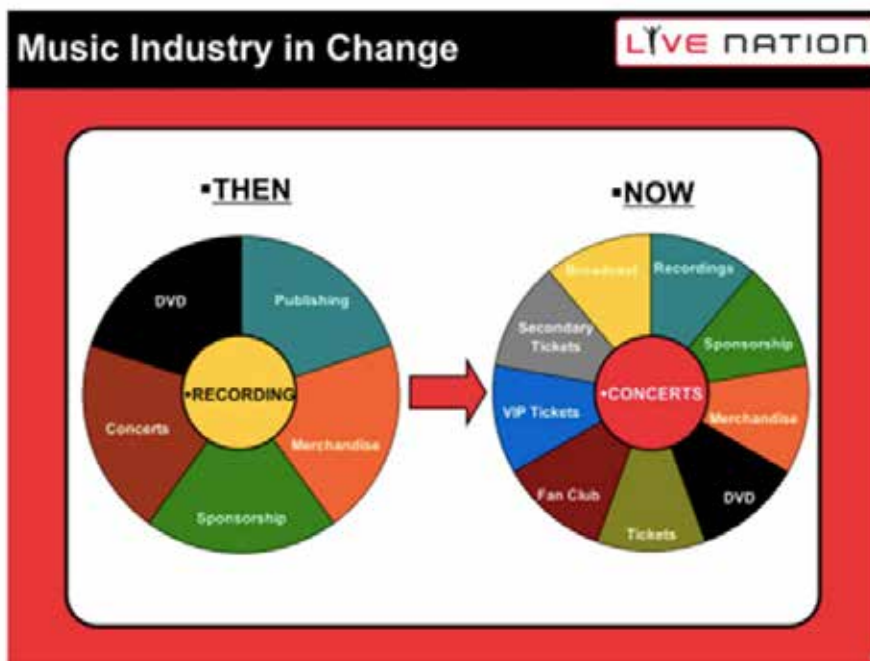 Music Industry in Change
LIVE NATION
▪THEN
▪NOW
DVD
Publishing
▪RECORDING
Concerts
Merchandise
Sponsorship
Broadcast
Recordings
Secondary
Tickets
Sponsorship
VIP Tickets
▪CONCERTS
Merchandise
Fan Club
DVD
Tickets